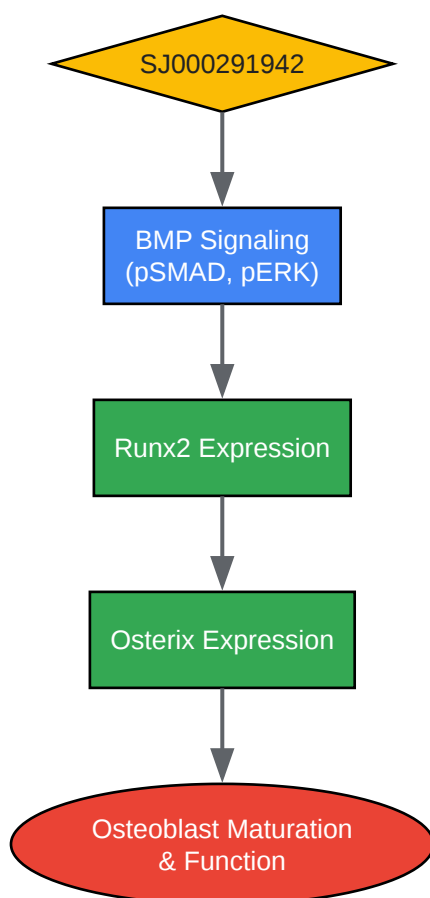 SJ000291942
BMP Signaling
(pSMAD, pERK)
Runx2 Expression
Osterix Expression
Osteoblast Maturation
& Function